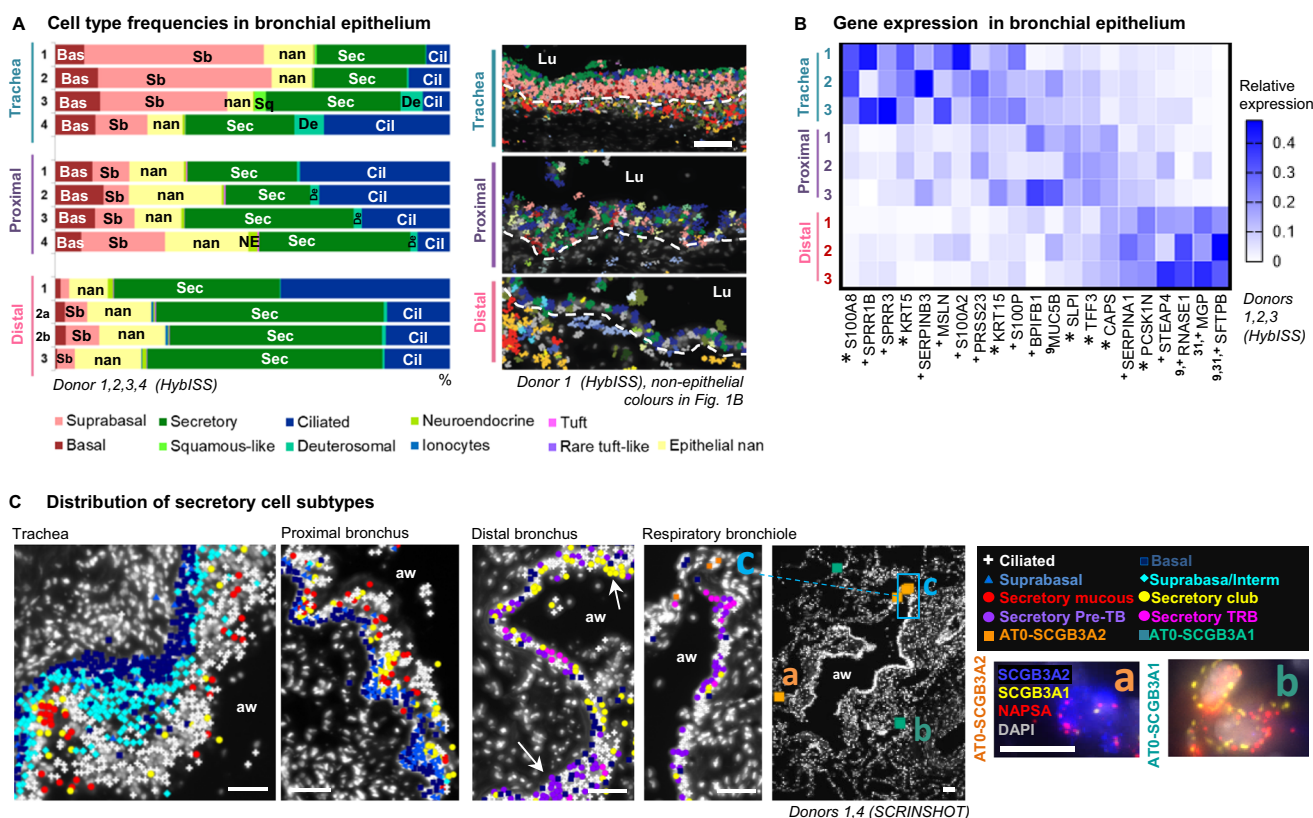 A Cell type frequencies in bronchial epithelium
Trachea
1 Bas Sb nan Sec Cil
2 Bas Sb nan Sec Cil
3 Bas Sb nan Sq Sec De Cil
4 Bas Sb nan Sec De Cil
Proximal
1 Bas Sb nan Sec Cil
2 Bas Sb nan Sec De Cil
3 Bas Sb nan Sec De Cil
4 Bas Sb nan NE Sec De Cil
Distal
1 nan Sec
2a Sb nan Sec
2b Sb nan Sec
3 Sb nan Sec
Donor 1,2,3,4 (HybISS) %
Trachea Lu
Proximal Lu
Distal Lu
Donor 1 (HybISS), non-epithelial
colours in Fig. 1B
Suprabasal Secretory Ciliated Neuroendocrine Tuft
Basal Squamous-like Deuterosomal Ionocytes Rare tuft-like Epithelial nan
B Gene expression in bronchial epithelium
Trachea 1 2 3
Proximal 1 2 3
Distal 1 2 3
Relative
expression
0.4
0.3
0.2
0.1
0
* S100A8
+ SPRR1B
+ SPRR3
* KRT5
+ SERPINB3
+ MSLN
+ S100A2
+ PRSS23
* KRT15
+ S100P
+ BPIFB1
9 MUC5B
* SLPI
* TFF3
* CAPS
+ SERPINA1
* PCSK1N
+ STEAP4
9,+ RNASE1
31,+ MGP
9,31,+ SFTPB
Donors
1,2,3
(HybISS)
C Distribution of secretory cell subtypes
Trachea
aw
Proximal bronchus
aw
Distal bronchus
aw
Respiratory bronchiole
aw
c c
a aw
b
Donors 1,4 (SCRINSHOT)
Ciliated Basal
Suprabasal Suprabasa/Interm
Secretory mucous Secretory club
Secretory Pre-TB Secretory TRB
AT0-SCGB3A2 AT0-SCGB3A1
AT0-SCGB3A2
SCGB3A2 a
SCGB3A1
NAPSA
DAPI
AT0-SCGB3A1
b